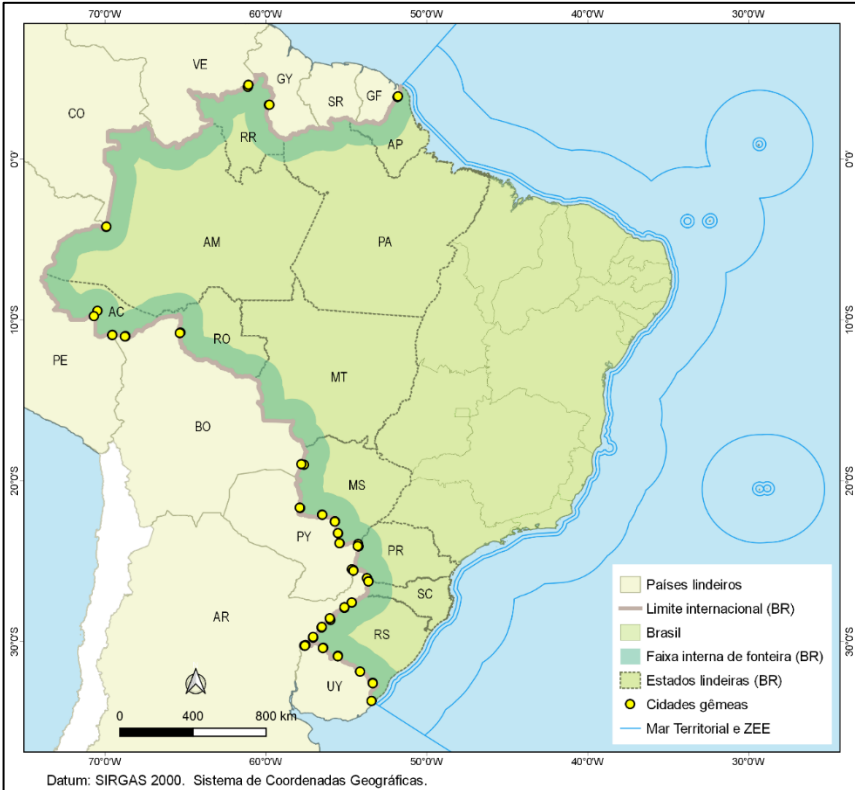 70°0'W 60°0'W 50°0'W 40°0'W 30°0'W
VE
GY
SR
GF
CO
RR
AP
0°0'
0°0'
AM
PA
10°0'S
10°0'S
AC
RO
PE
MT
BO
20°0'S
20°0'S
MS
PY
PR
SC
AR
RS
30°0'S
30°0'S
UY
0 400 800 km
Países lindeiros
Limite internacional (BR)
Brasil
Faixa interna de fonteira (BR)
Estados lindeiras (BR)
Cidades gêmeas
Mar Territorial e ZEE
70°0'W 60°0'W 50°0'W 40°0'W 30°0'W
Datum: SIRGAS 2000. Sistema de Coordenadas Geográficas.